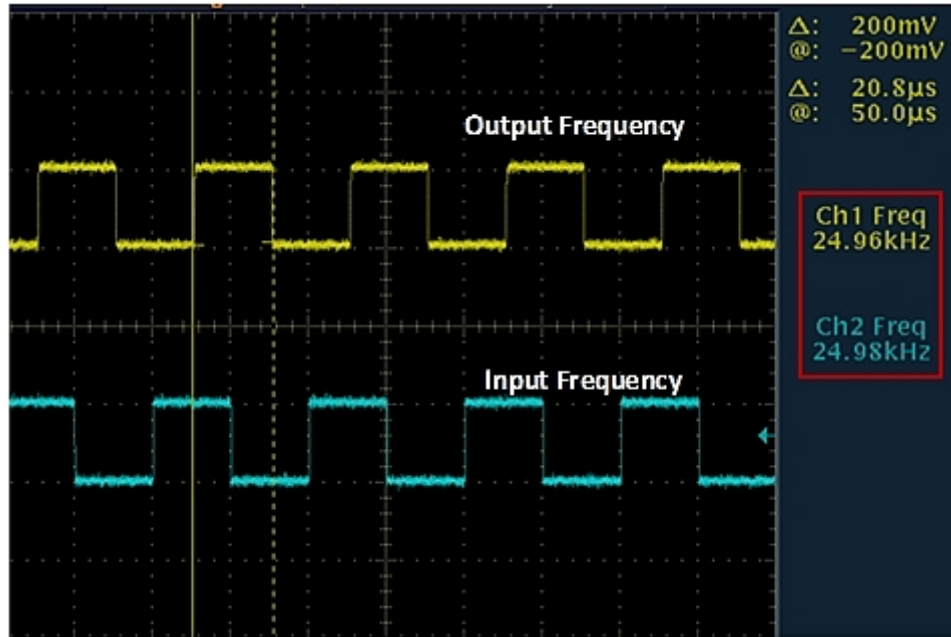 Δ: 200mV
@: −200mV
Δ: 20.8μs
@: 50.0μs
Output Frequency
Ch1 Freq
24.96kHz
Ch2 Freq
24.98kHz
Input Frequency